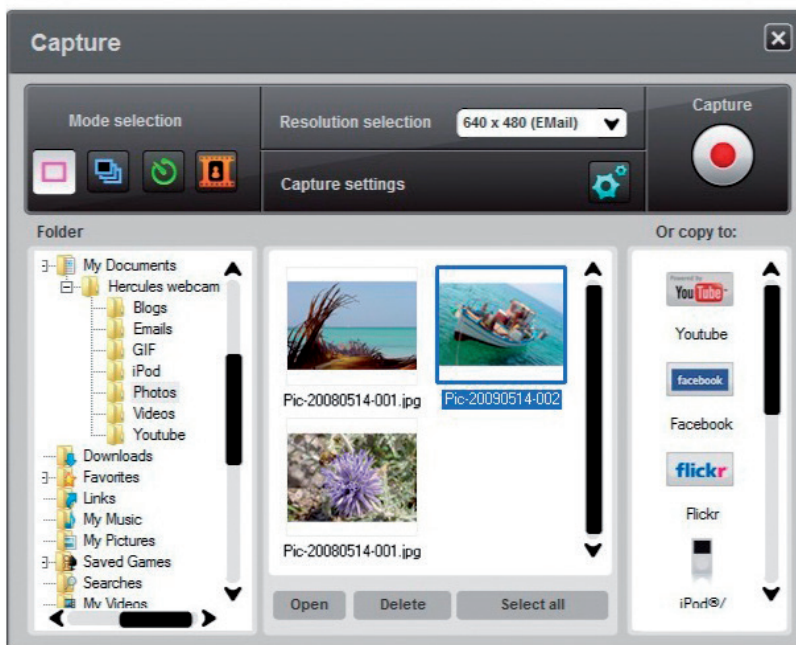 Capture
Mode selection
Resolution selection
640 x 480 (EMail)
Capture settings
Capture
Folder
My Documents
Hercules webcam
Blogs
Emails
GIF
iPod
Photos
Videos
Youtube
Downloads
Favorites
Links
My Music
My Pictures
Saved Games
Searches
My Videos
Pic-20080514-001.jpg
Pic-20090514-002
Pic-20080514-001.jpg
Open
Delete
Select all
Or copy to:
Powered by
YouTube
Youtube
facebook
Facebook
flickr
Flickr
iPod®/